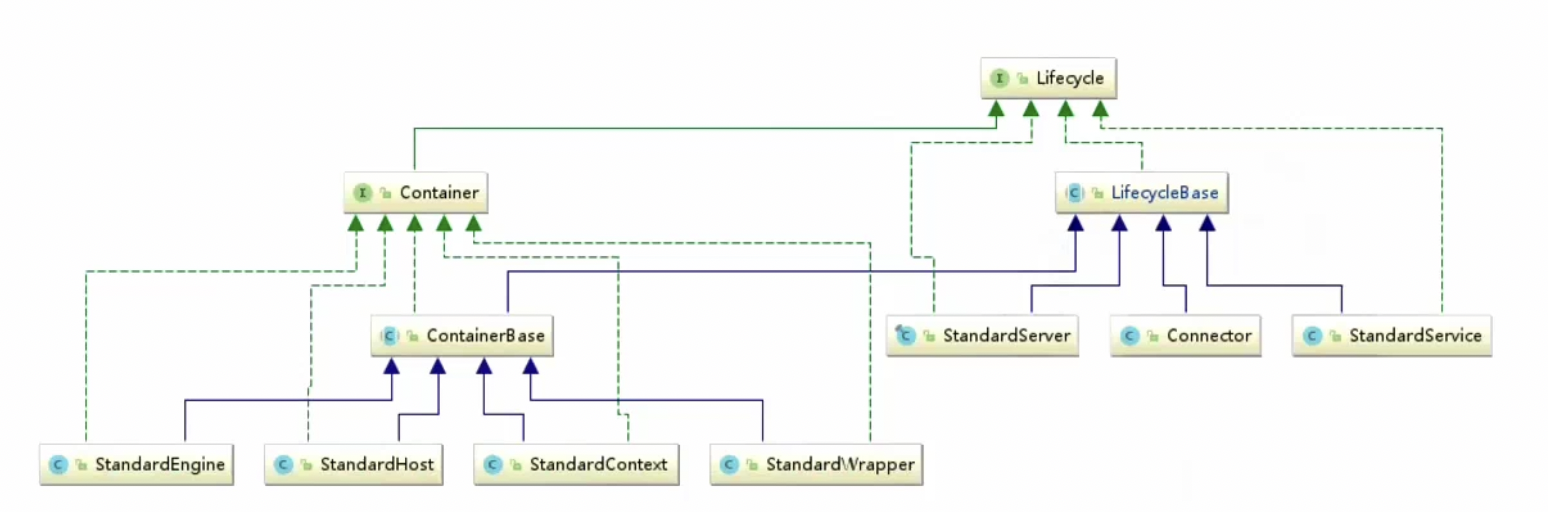 I Lifecycle
I Container
C LifecycleBase
C ContainerBase
C StandardServer
C Connector
C StandardService
C StandardEngine
C StandardHost
C StandardContext
C StandardWrapper